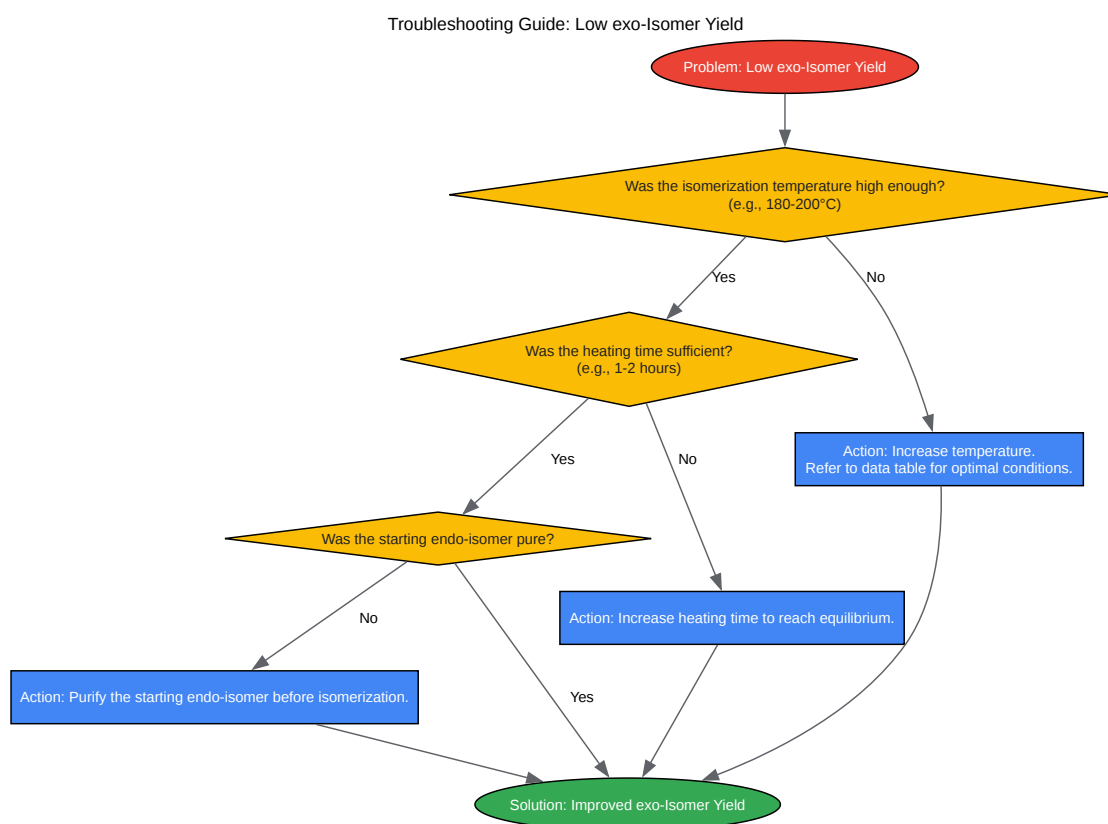 Troubleshooting Guide: Low exo-Isomer Yield
Problem: Low exo-Isomer Yield
Was the isomerization temperature high enough?
(e.g., 180-200°C)
Yes
No
Was the heating time sufficient?
(e.g., 1-2 hours)
Action: Increase temperature.
Refer to data table for optimal conditions.
Yes
No
Was the starting endo-isomer pure?
Action: Increase heating time to reach equilibrium.
No
Yes
Action: Purify the starting endo-isomer before isomerization.
Solution: Improved exo-Isomer Yield